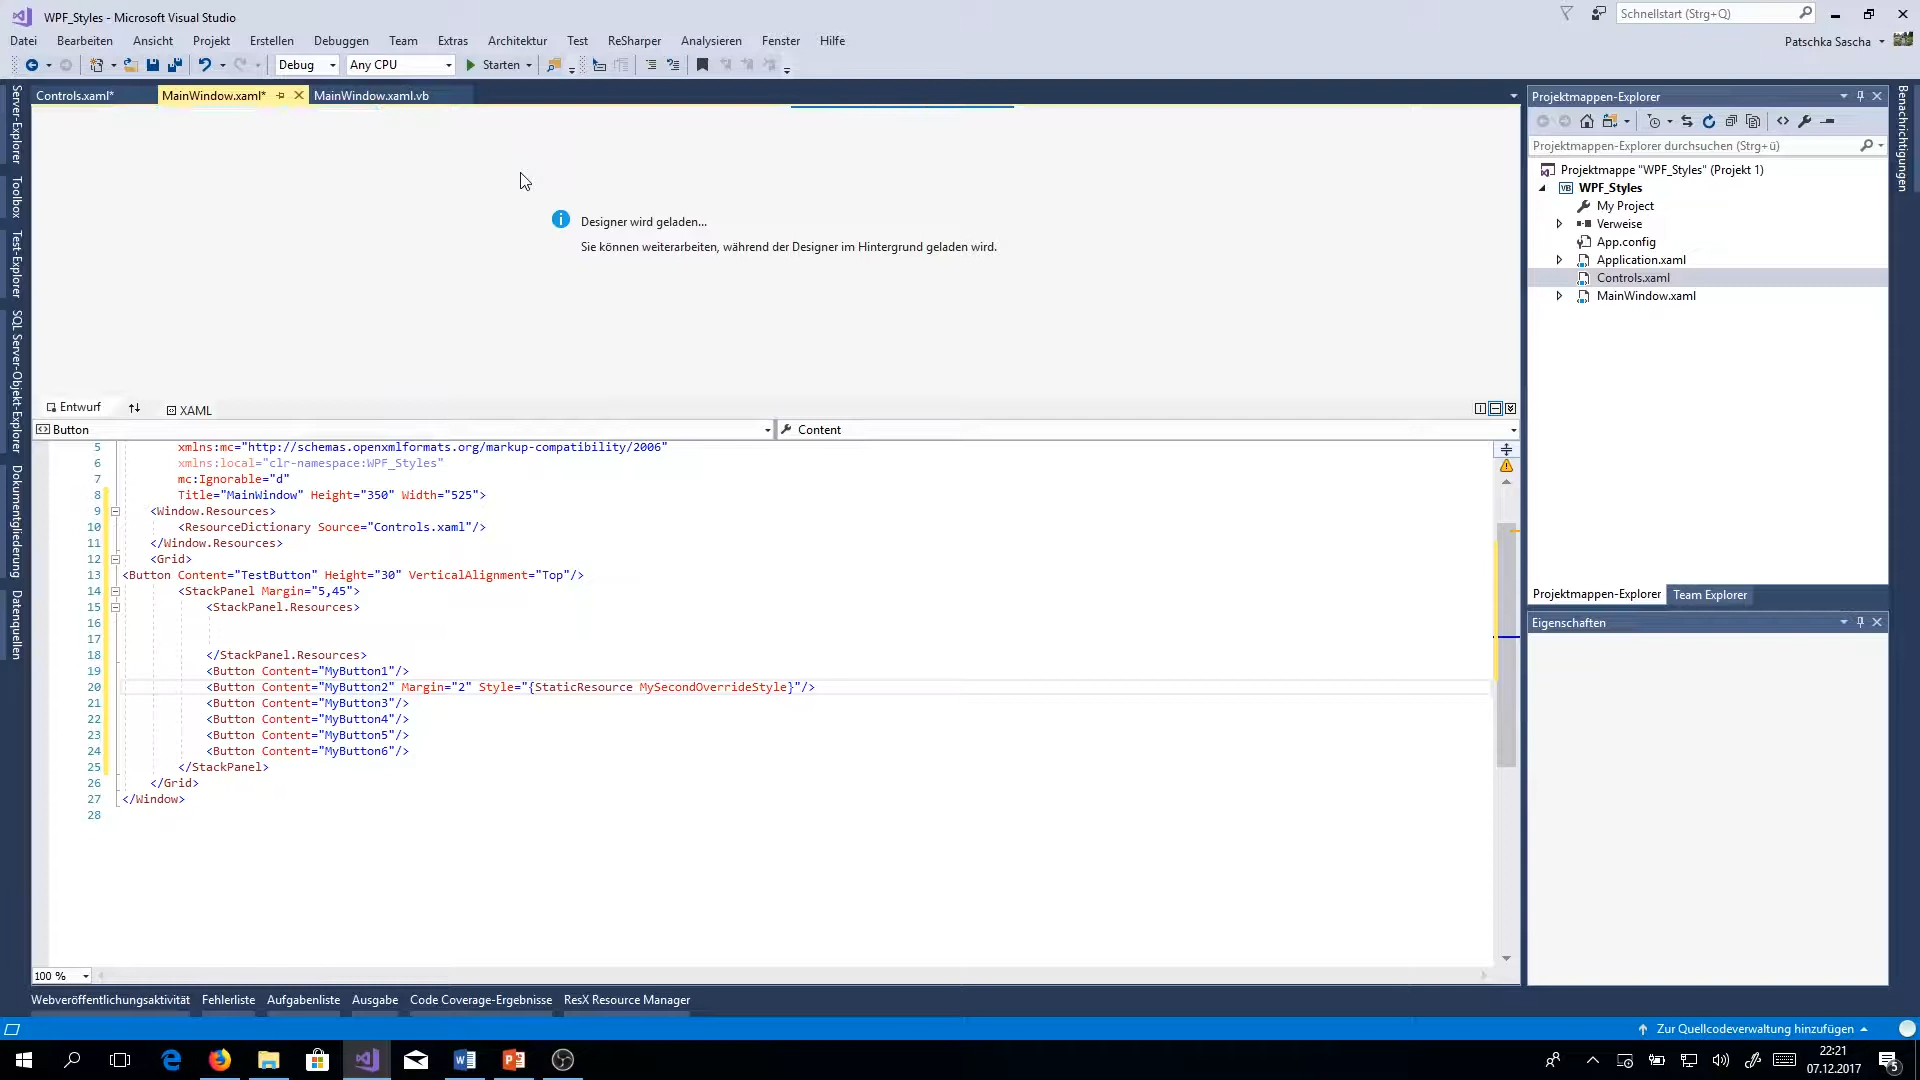 WPF_Styles - Microsoft Visual Studio
Schnellstart (Strg+Q)
Datei Bearbeiten Ansicht Projekt Erstellen Debuggen Team Extras Architektur Test ReSharper Analysieren Fenster Hilfe
Patschka Sascha
Debug Any CPU Starten
Server-Explorer
Toolbox
Test-Explorer
SQL Server-Objekt-Explorer
Dokumentgliederung
Datenquellen
Controls.xaml* MainWindow.xaml* MainWindow.xaml.vb
Designer wird geladen...
Sie können weiterarbeiten, während der Designer im Hintergrund geladen wird.
Entwurf XAML
Button Content
5 xmlns:mc="http://schemas.openxmlformats.org/markup-compatibility/2006"
6 xmlns:local="clr-namespace:WPF_Styles"
7 mc:Ignorable="d"
8 Title="MainWindow" Height="350" Width="525">
9 <Window.Resources>
10 <ResourceDictionary Source="Controls.xaml"/>
11 </Window.Resources>
12 <Grid>
13 <Button Content="TestButton" Height="30" VerticalAlignment="Top"/>
14 <StackPanel Margin="5,45">
15 <StackPanel.Resources>
16
17
18 </StackPanel.Resources>
19 <Button Content="MyButton1"/>
20 <Button Content="MyButton2" Margin="2" Style="{StaticResource MySecondOverrideStyle}"/>
21 <Button Content="MyButton3"/>
22 <Button Content="MyButton4"/>
23 <Button Content="MyButton5"/>
24 <Button Content="MyButton6"/>
25 </StackPanel>
26 </Grid>
27 </Window>
28
100 %
Projektmappen-Explorer
Projektmappen-Explorer durchsuchen (Strg+ü)
Projektmappe "WPF_Styles" (Projekt 1)
VB WPF_Styles
My Project
Verweise
App.config
Application.xaml
Controls.xaml
MainWindow.xaml
Projektmappen-Explorer Team Explorer
Eigenschaften
Benachrichtigungen
Webveröffentlichungsaktivität Fehlerliste Aufgabenliste Ausgabe Code Coverage-Ergebnisse ResX Resource Manager
Zur Quellcodeverwaltung hinzufügen
22:21
07.12.2017
5